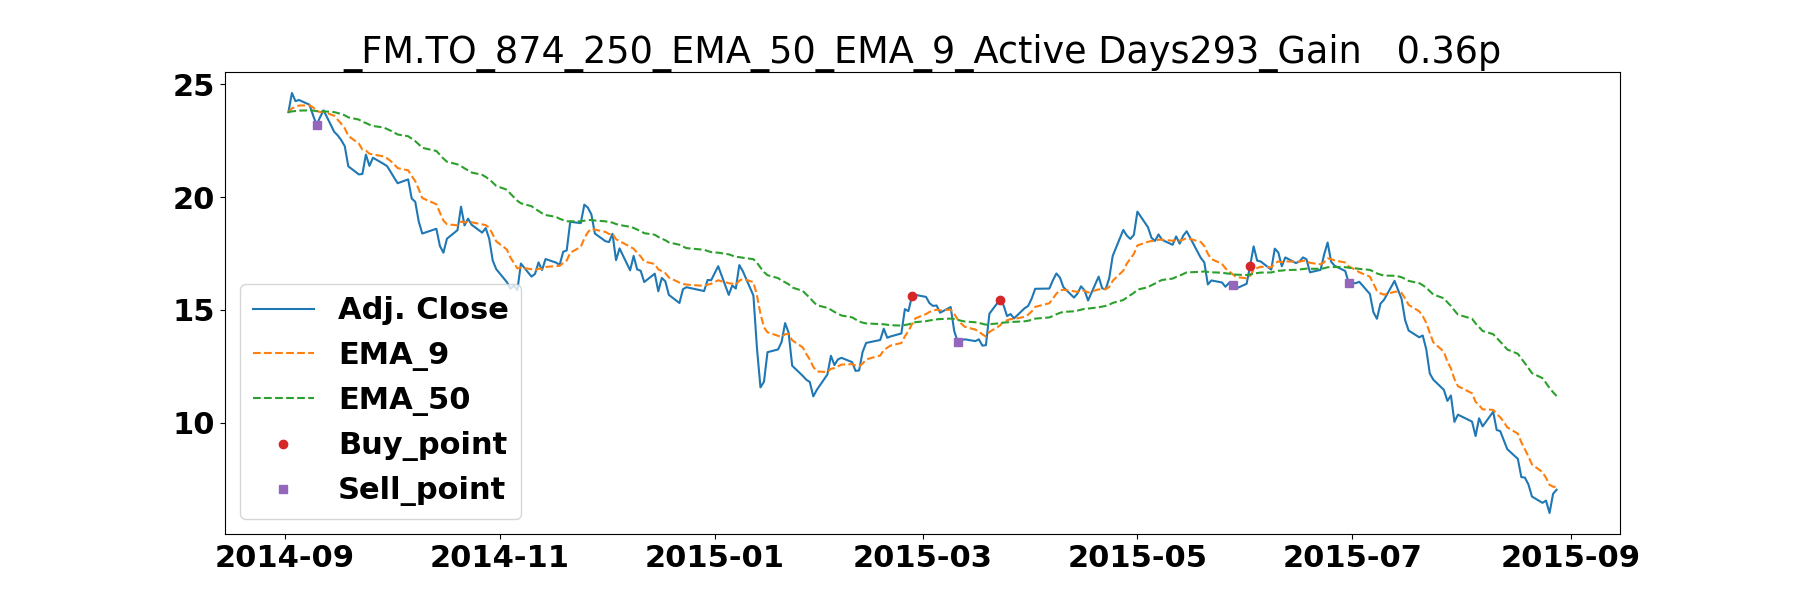 _FM.TO_874_250_EMA_50_EMA_9_Active Days293_Gain   0.36p
25
20
15
10
Adj. Close
EMA_9
EMA_50
Buy_point
Sell_point
2014-09 2014-11 2015-01 2015-03 2015-05 2015-07 2015-09